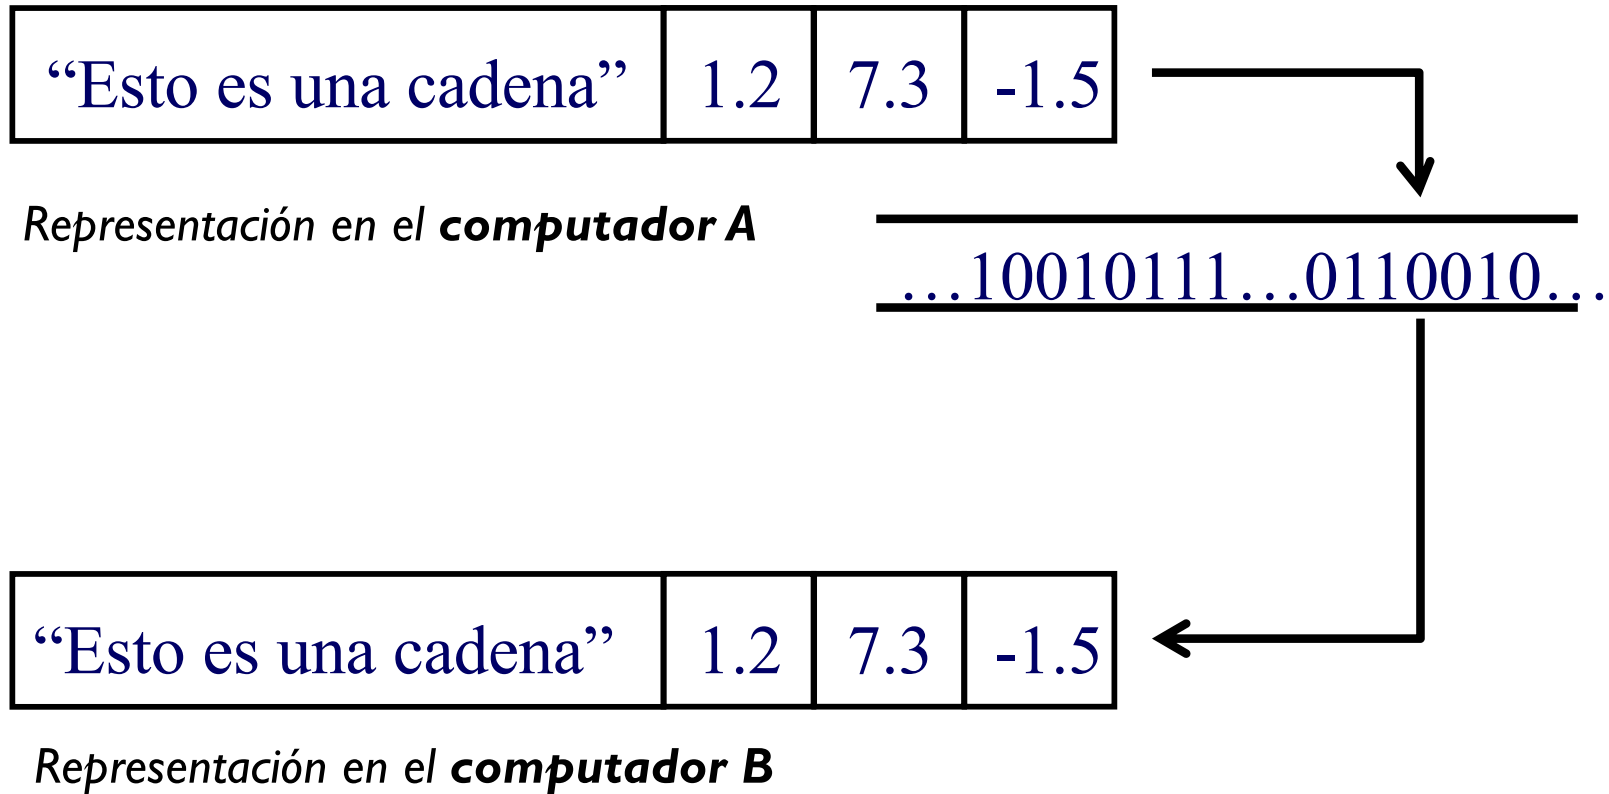 “Esto es una cadena” 1.2 7.3 -1.5
Representación en el computador A
…10010111…0110010…
“Esto es una cadena” 1.2 7.3 -1.5
Representación en el computador B